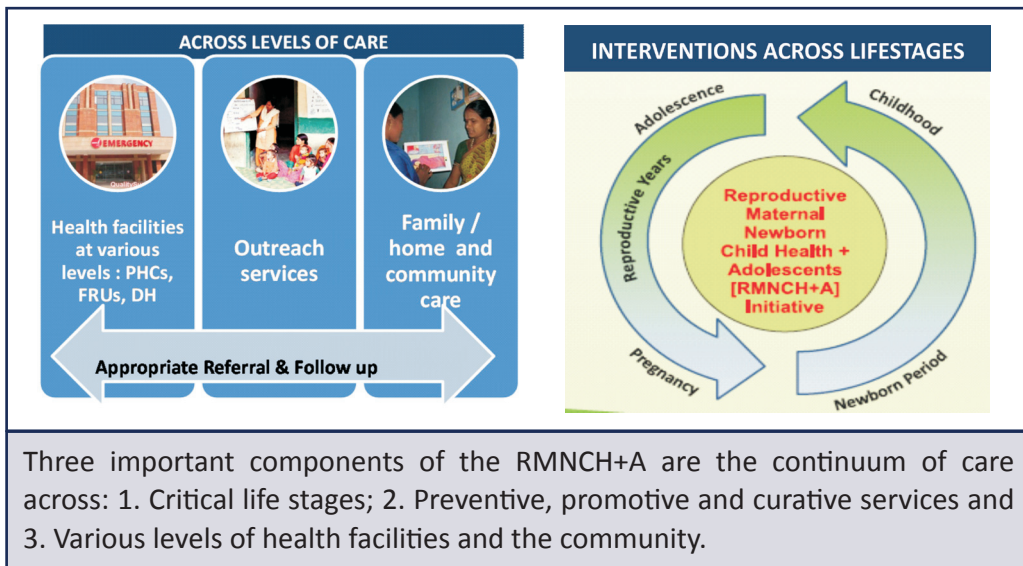 ACROSS LEVELS OF CARE
EMERGENCY
Health facilities
at various
levels : PHCs,
FRUs, DH
Outreach
services
Family /
home and
community
care
Appropriate Referral & Follow up
INTERVENTIONS ACROSS LIFESTAGES
Adolescence
Childhood
Reproductive Years
Reproductive
Maternal
Newborn
Child Health +
Adolescents
[RMNCH+A]
Initiative
Pregnancy
Newborn Period
Three important components of the RMNCH+A are the continuum of care
across: 1. Critical life stages; 2. Preventive, promotive and curative services and
3. Various levels of health facilities and the community.